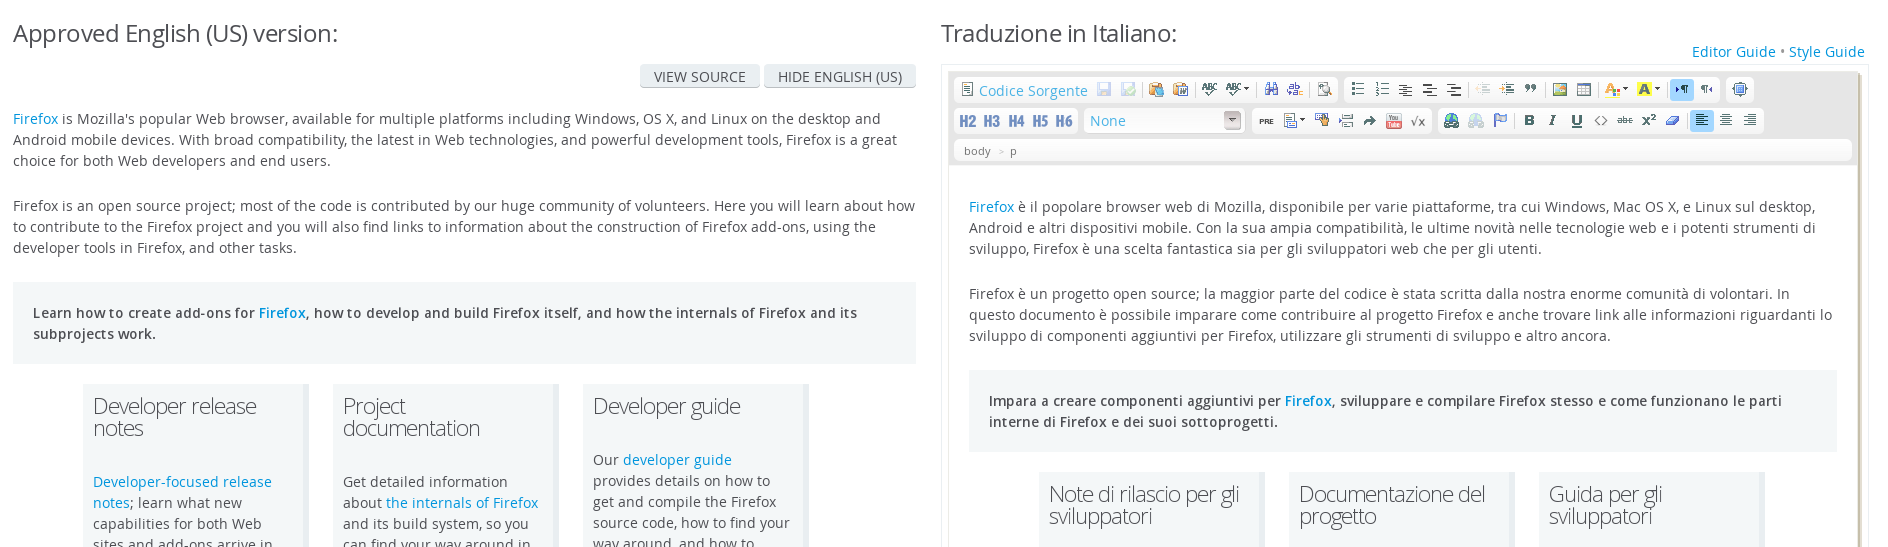 Approved English (US) version:
VIEW SOURCE HIDE ENGLISH (US)
Firefox is Mozilla's popular Web browser, available for multiple platforms including Windows, OS X, and Linux on the desktop and
Android mobile devices. With broad compatibility, the latest in Web technologies, and powerful development tools, Firefox is a great
choice for both Web developers and end users.
Firefox is an open source project; most of the code is contributed by our huge community of volunteers. Here you will learn about how
to contribute to the Firefox project and you will also find links to information about the construction of Firefox add-ons, using the
developer tools in Firefox, and other tasks.
Learn how to create add-ons for Firefox, how to develop and build Firefox itself, and how the internals of Firefox and its
subprojects work.
Developer release
notes
Developer-focused release
notes; learn what new
capabilities for both Web
sites and add-ons arrive in
Project
documentation
Get detailed information
about the internals of Firefox
and its build system, so you
can find your way around in
Developer guide
Our developer guide
provides details on how to
get and compile the Firefox
source code, how to find your
way around, and how to
Traduzione in Italiano:
Editor Guide • Style Guide
Codice Sorgente
H2 H3 H4 H5 H6 None PRE You Tube √x B I U <> abc x²
body > p
Firefox è il popolare browser web di Mozilla, disponibile per varie piattaforme, tra cui Windows, Mac OS X, e Linux sul desktop,
Android e altri dispositivi mobile. Con la sua ampia compatibilità, le ultime novità nelle tecnologie web e i potenti strumenti di
sviluppo, Firefox è una scelta fantastica sia per gli sviluppatori web che per gli utenti.
Firefox è un progetto open source; la maggior parte del codice è stata scritta dalla nostra enorme comunità di volontari. In
questo documento è possibile imparare come contribuire al progetto Firefox e anche trovare link alle informazioni riguardanti lo
sviluppo di componenti aggiuntivi per Firefox, utilizzare gli strumenti di sviluppo e altro ancora.
Impara a creare componenti aggiuntivi per Firefox, sviluppare e compilare Firefox stesso e come funzionano le parti
interne di Firefox e dei suoi sottoprogetti.
Note di rilascio per gli
sviluppatori
Documentazione del
progetto
Guida per gli
sviluppatori